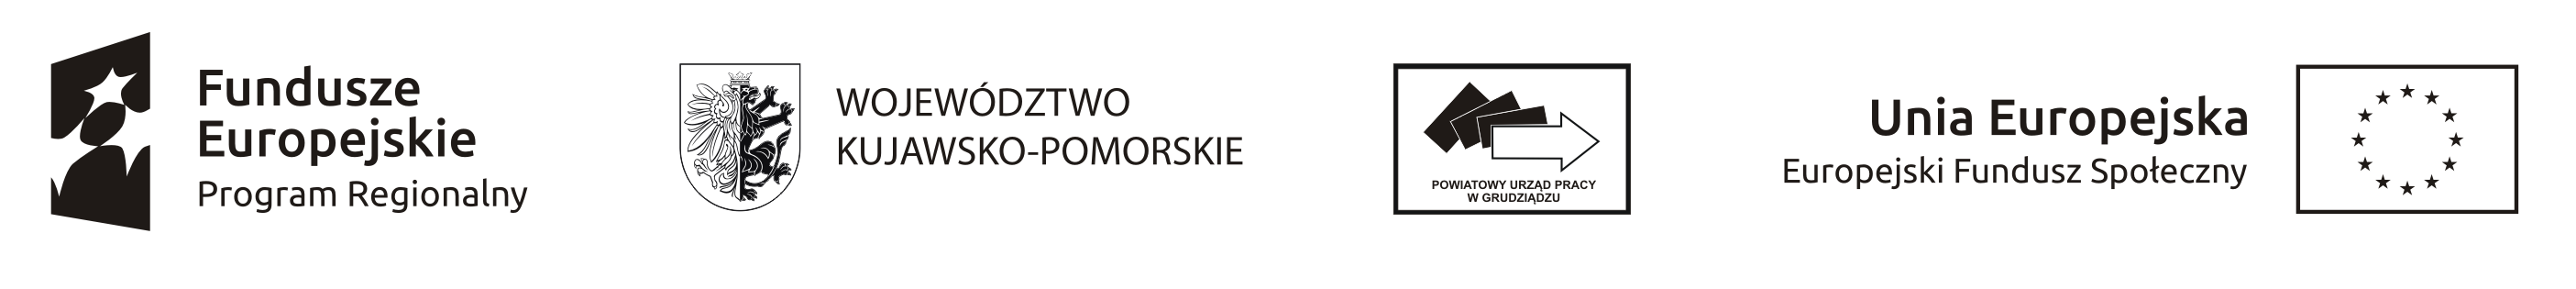 Fundusze
Europejskie
Program Regionalny
WOJEWÓDZTWO
KUJAWSKO-POMORSKIE
POWIATOWY URZĄD PRACY
W GRUDZIĄDZU
Unia Europejska
Europejski Fundusz Społeczny